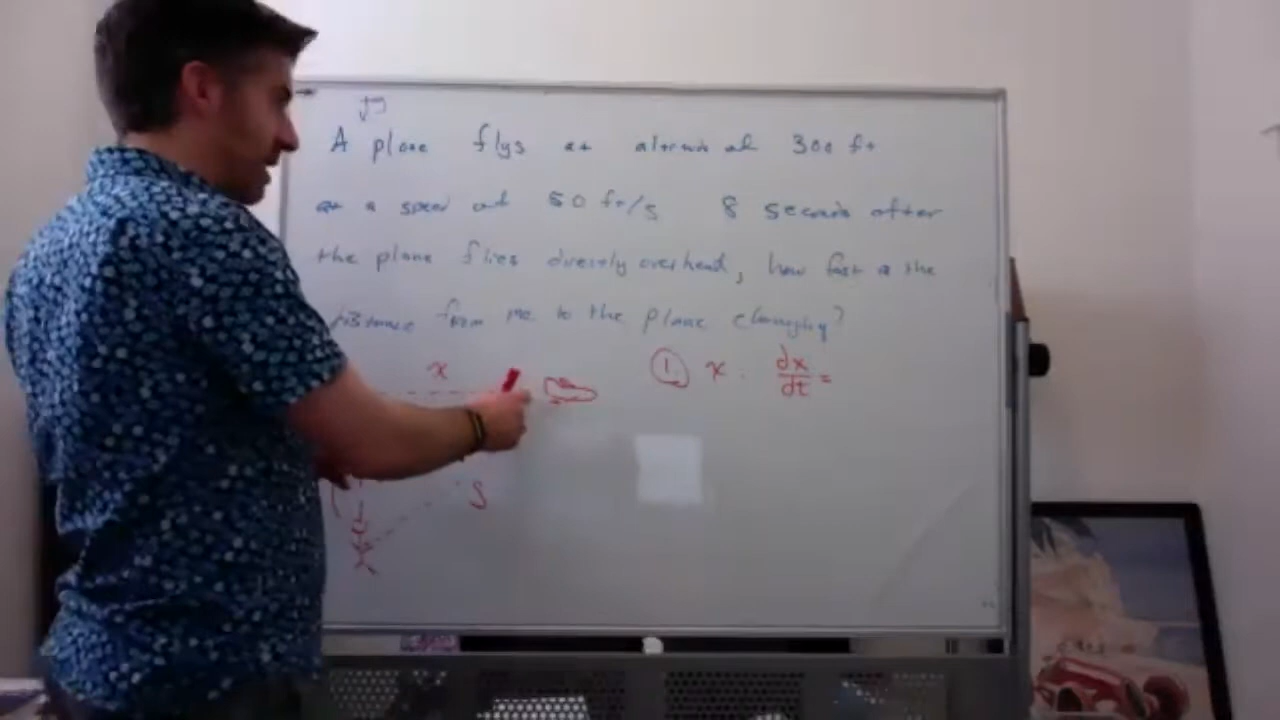 A plane flys at altitude of 300 ft
at a speed of 50 ft/s 8 seconds after
the plane flies directly overhead, how fast is the
distance from me to the plane changing?
x ① x : dx/dt =
S